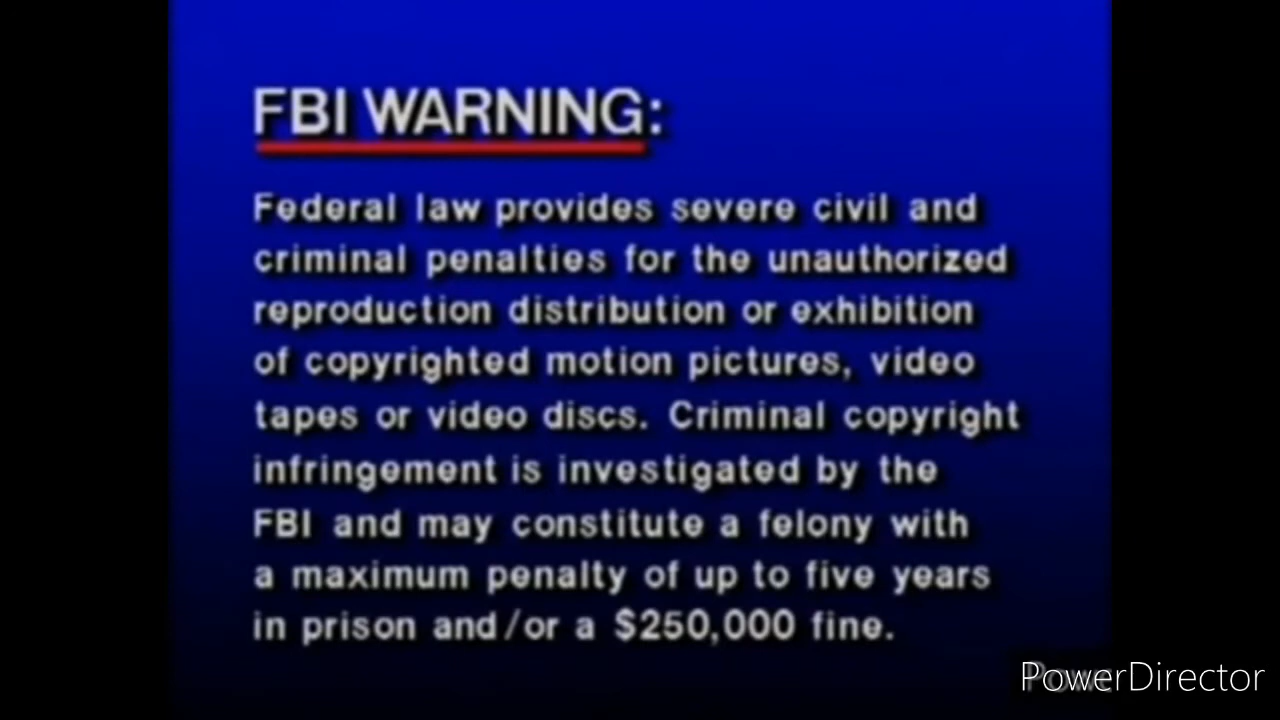 FBI WARNING:
Federal law provides severe civil and
criminal penalties for the unauthorized
reproduction distribution or exhibition
of copyrighted motion pictures, video
tapes or video discs. Criminal copyright
infringement is investigated by the
FBI and may constitute a felony with
a maximum penalty of up to five years
in prison and/or a $250,000 fine.
PowerDirector